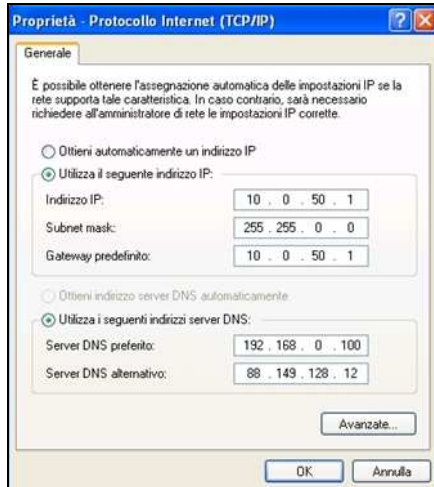 Proprietà - Protocollo Internet (TCP/IP)
Generale
È possibile ottenere l'assegnazione automatica delle impostazioni IP se la
rete supporta tale caratteristica. In caso contrario, sarà necessario
richiedere all'amministratore di rete le impostazioni IP corrette.
Ottieni automaticamente un indirizzo IP
Utilizza il seguente indirizzo IP:
Indirizzo IP: 10 . 0 . 50 . 1
Subnet mask: 255 . 255 . 0 . 0
Gateway predefinito: 10 . 0 . 50 . 1
Ottieni indirizzo server DNS automaticamente
Utilizza i seguenti indirizzi server DNS:
Server DNS preferito: 192 . 168 . 0 . 100
Server DNS alternativo: 88 . 149 . 128 . 12
Avanzate...
OK Annulla